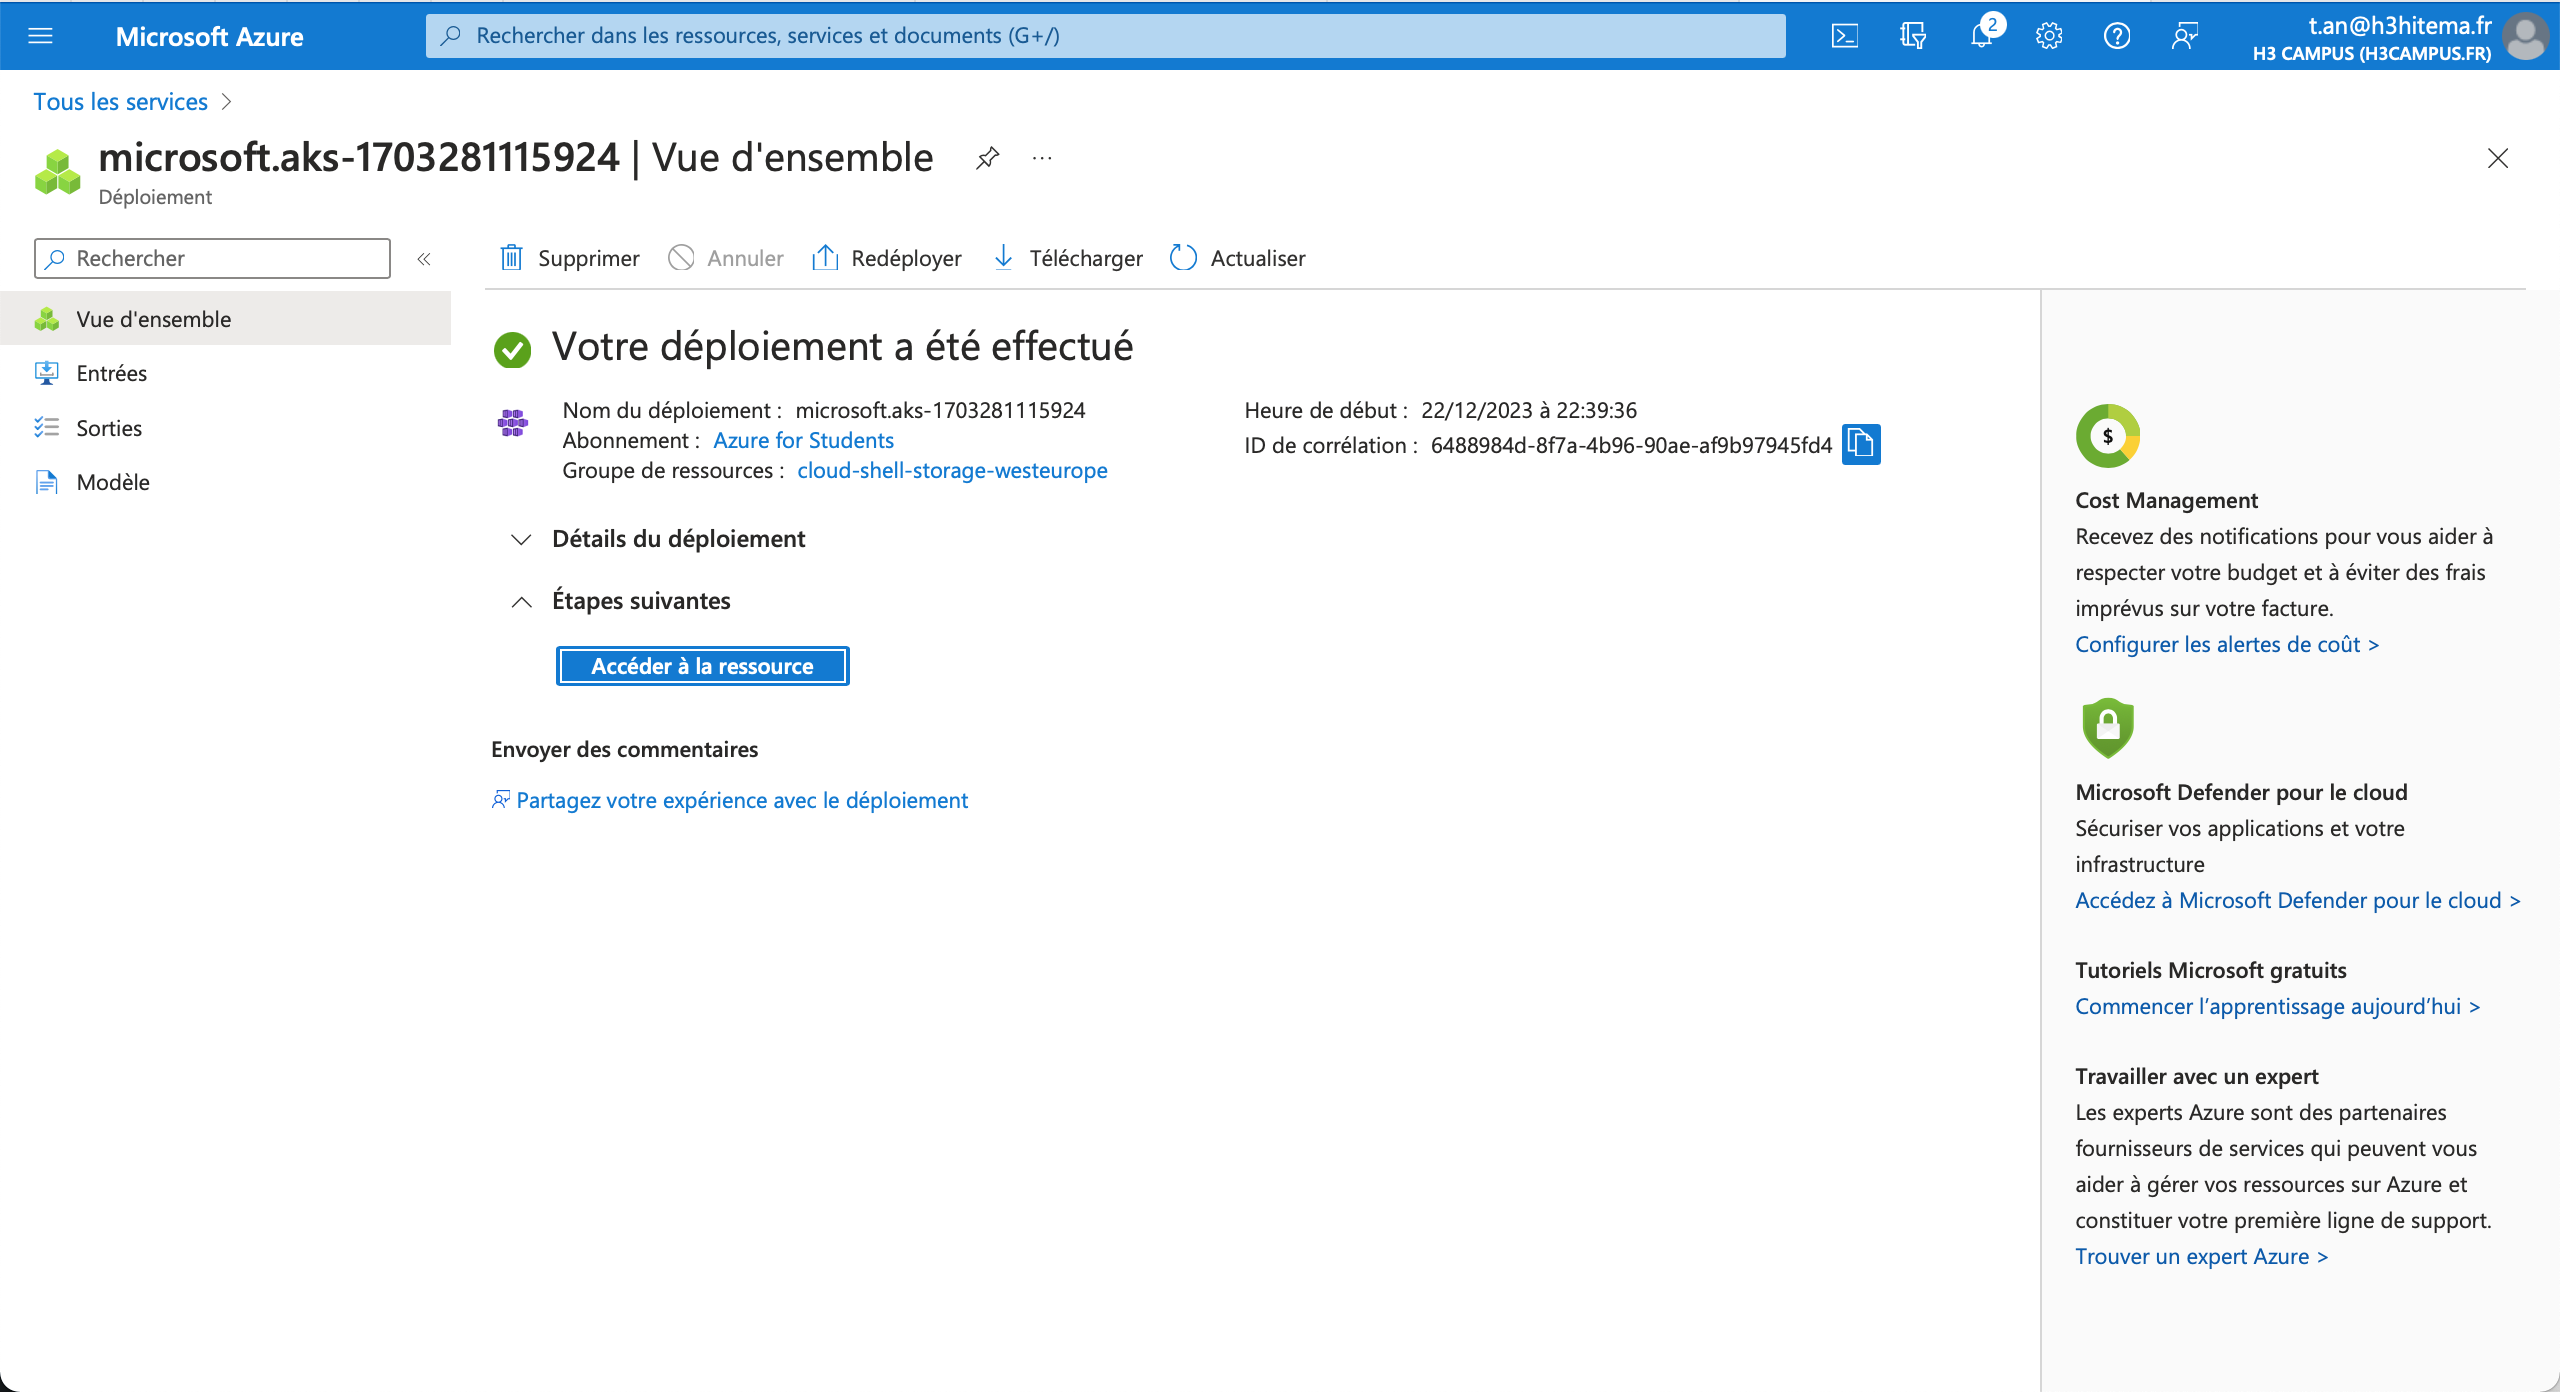 Microsoft Azure
Rechercher dans les ressources, services et documents (G+/)
2
t.an@h3hitema.fr
H3 CAMPUS (H3CAMPUS.FR)
Tous les services
microsoft.aks-1703281115924 | Vue d'ensemble
Déploiement
Rechercher
Supprimer
Annuler
Redéployer
Télécharger
Actualiser
Vue d'ensemble
Entrées
Sorties
Modèle
Votre déploiement a été effectué
Nom du déploiement : microsoft.aks-1703281115924
Abonnement : Azure for Students
Groupe de ressources : cloud-shell-storage-westeurope
Heure de début : 22/12/2023 à 22:39:36
ID de corrélation : 6488984d-8f7a-4b96-90ae-af9b97945fd4
Détails du déploiement
Étapes suivantes
Accéder à la ressource
Envoyer des commentaires
Partagez votre expérience avec le déploiement
$
Cost Management
Recevez des notifications pour vous aider à
respecter votre budget et à éviter des frais
imprévus sur votre facture.
Configurer les alertes de coût >
Microsoft Defender pour le cloud
Sécuriser vos applications et votre
infrastructure
Accédez à Microsoft Defender pour le cloud >
Tutoriels Microsoft gratuits
Commencer l’apprentissage aujourd’hui >
Travailler avec un expert
Les experts Azure sont des partenaires
fournisseurs de services qui peuvent vous
aider à gérer vos ressources sur Azure et
constituer votre première ligne de support.
Trouver un expert Azure >